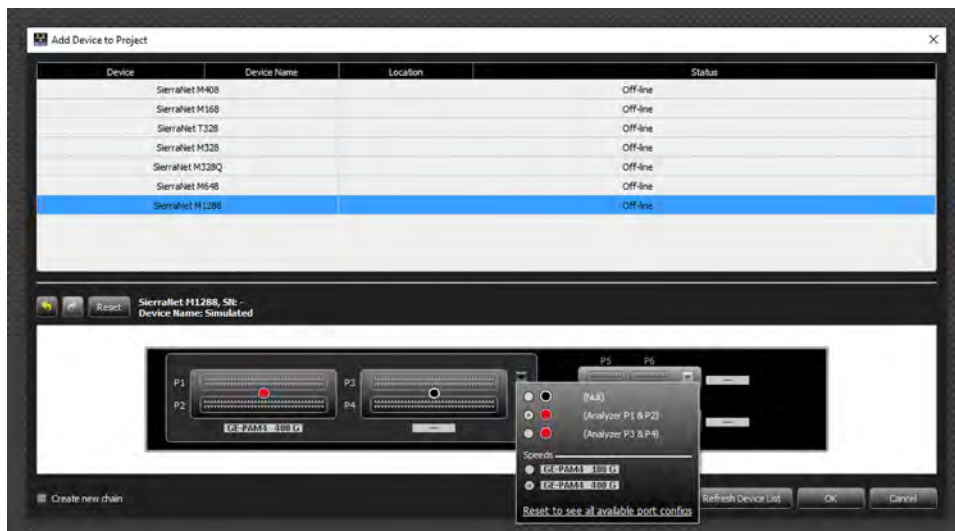 Add Device to Project
Device Device Name Location Status
SierraNet M408 Off-line
SierraNet M168 Off-line
SierraNet T328 Off-line
SierraNet M328 Off-line
SierraNet M328Q Off-line
SierraNet M648 Off-line
SierraNet M1288 Off-line
Reset
SierraNet M1288, SN: -
Device Name: Simulated
P1 P3 P5 P6
P2 P4
GE-PAM4 400 G
(Null)
(Analyzer P1 & P2)
(Analyzer P3 & P4)
Speeds
GE-PAM4 100 G
GE-PAM4 400 G
Reset to see all available port configs
Create new chain
Refresh Device List OK Cancel